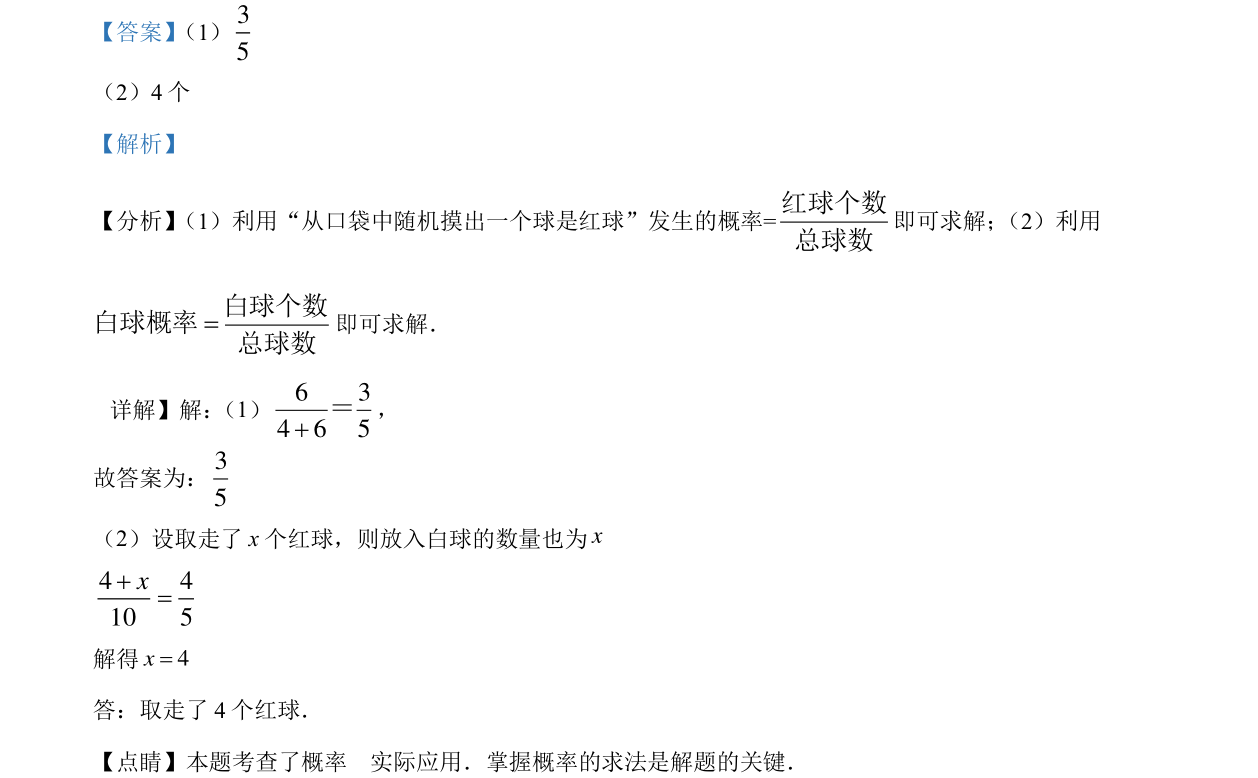 【答案】（1）3/5
（2）4 个
【解析】
【分析】（1）利用“从口袋中随机摸出一个球是红球”发生的概率=红球个数/总球数 即可求解；（2）利用
白球概率=白球个数/总球数 即可求解．
详解】解：（1）6/(4+6)=3/5，
故答案为：3/5
（2）设取走了 x 个红球，则放入白球的数量也为 x
(4+x)/10=4/5
解得 x=4
答：取走了 4 个红球．
【点睛】本题考查了概率 实际应用．掌握概率的求法是解题的关键．